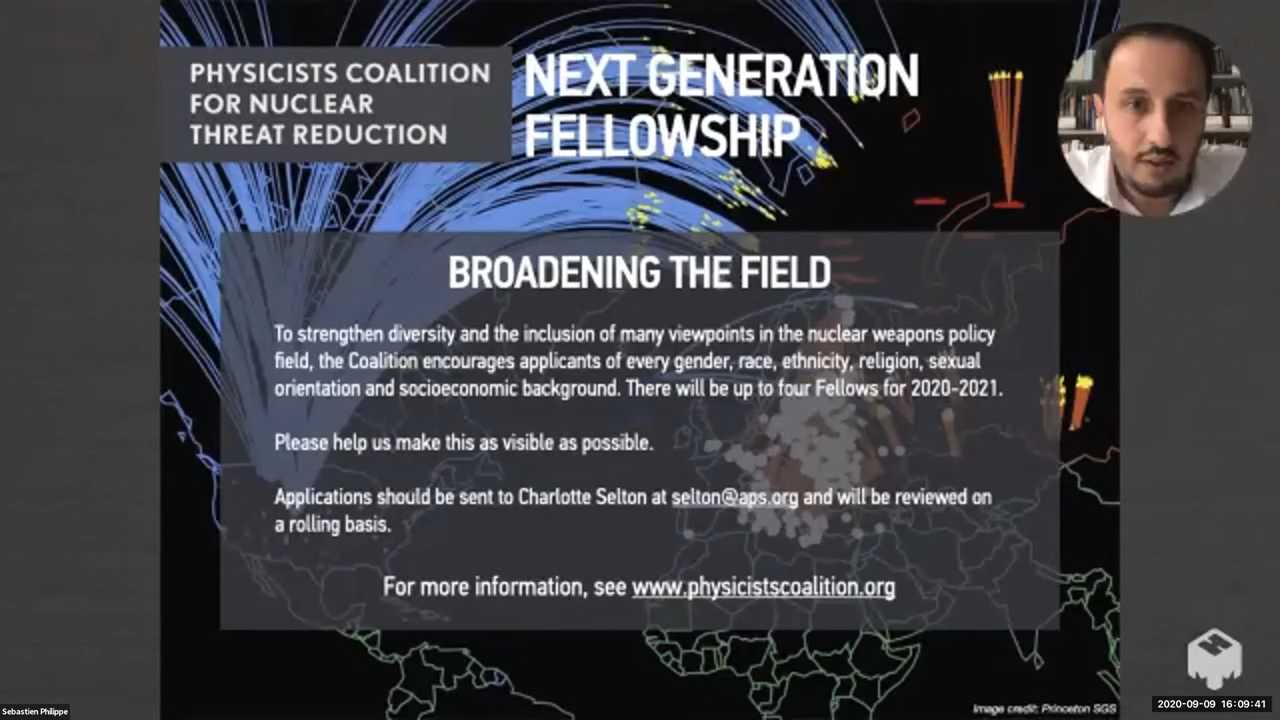 PHYSICISTS COALITION
FOR NUCLEAR
THREAT REDUCTION
NEXT GENERATION
FELLOWSHIP
BROADENING THE FIELD
To strengthen diversity and the inclusion of many viewpoints in the nuclear weapons policy
field, the Coalition encourages applicants of every gender, race, ethnicity, religion, sexual
orientation and socioeconomic background. There will be up to four Fellows for 2020-2021.
Please help us make this as visible as possible.
Applications should be sent to Charlotte Selton at selton@aps.org and will be reviewed on
a rolling basis.
For more information, see www.physicistscoalition.org
Image credit: Princeton SGS
Sebastien Philippe
2020-09-09 16:09:41